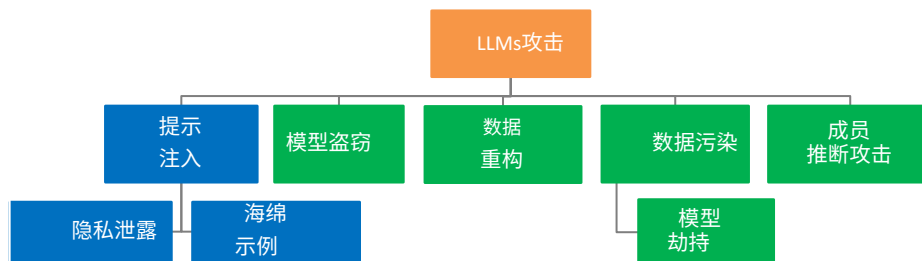 LLMs攻击
提示
注入
模型盗窃
数据
重构
数据污染
成员
推断攻击
隐私泄露
海绵
示例
模型
劫持